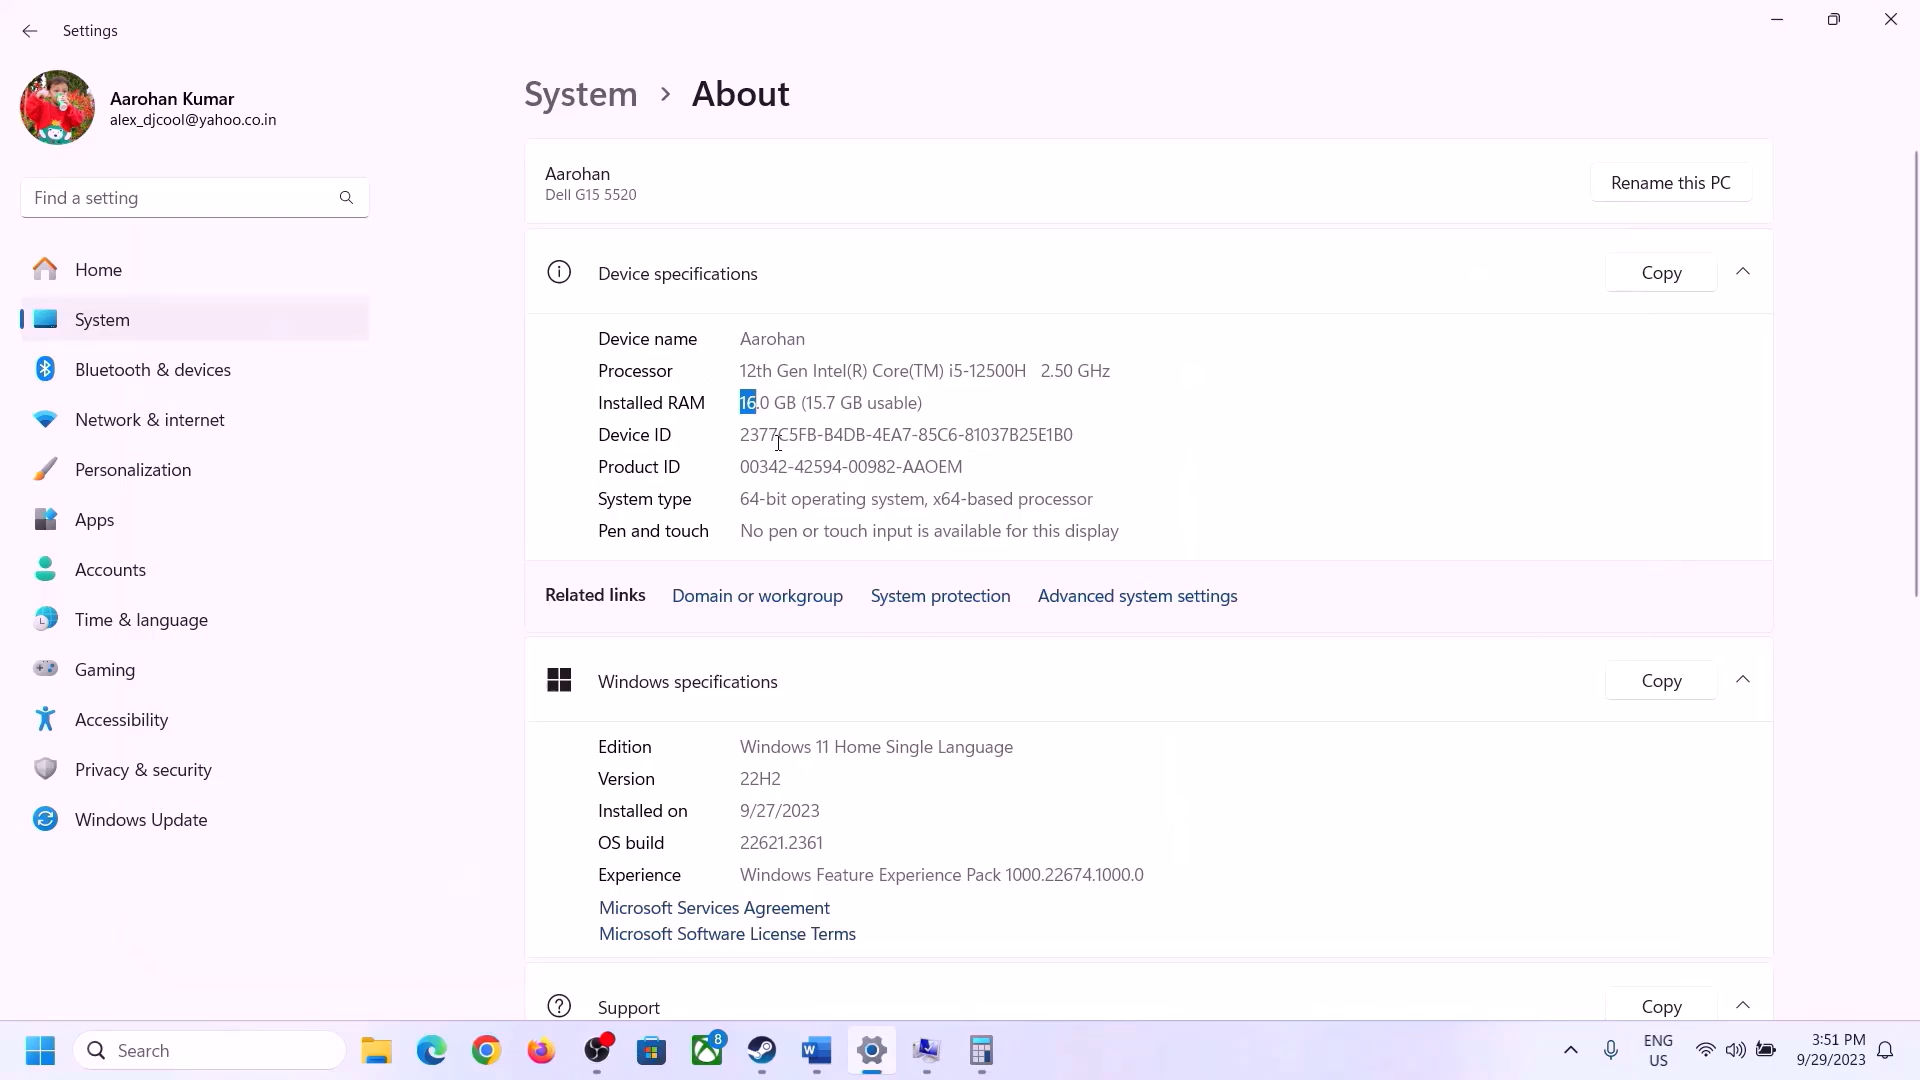 Settings
Aarohan Kumar
alex_djcool@yahoo.co.in
Find a setting
Home
System
Bluetooth & devices
Network & internet
Personalization
Apps
Accounts
Time & language
Gaming
Accessibility
Privacy & security
Windows Update
System > About
Aarohan
Dell G15 5520
Rename this PC
Device specifications
Copy
Device name Aarohan
Processor 12th Gen Intel(R) Core(TM) i5-12500H 2.50 GHz
Installed RAM 16.0 GB (15.7 GB usable)
Device ID 2377C5FB-B4DB-4EA7-85C6-81037B25E1B0
Product ID 00342-42594-00982-AAOEM
System type 64-bit operating system, x64-based processor
Pen and touch No pen or touch input is available for this display
Related links Domain or workgroup System protection Advanced system settings
Windows specifications
Copy
Edition Windows 11 Home Single Language
Version 22H2
Installed on 9/27/2023
OS build 22621.2361
Experience Windows Feature Experience Pack 1000.22674.1000.0
Microsoft Services Agreement
Microsoft Software License Terms
Support
Copy
Search
8
W
ENG
US
3:51 PM
9/29/2023